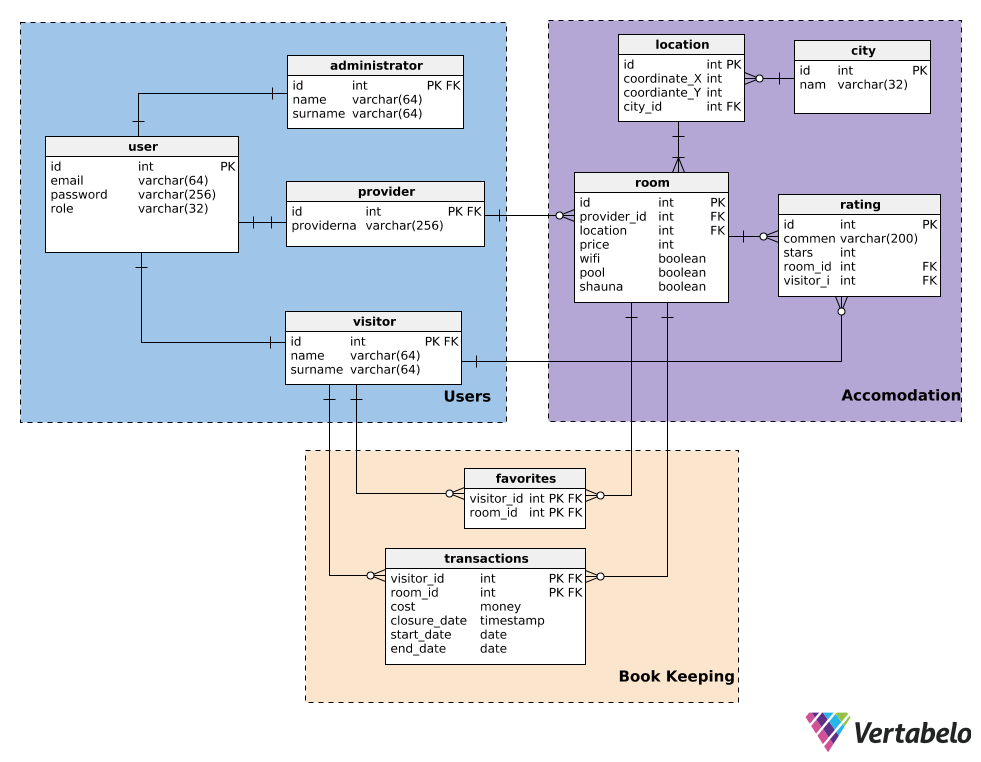 administrator
id int PK FK
name varchar(64)
surname varchar(64)
user
id int PK
email varchar(64)
password varchar(256)
role varchar(32)
provider
id int PK FK
providerna varchar(256)
visitor
id int PK FK
name varchar(64)
surname varchar(64)
Users
location
id int PK
coordinate_X int
coordiante_Y int
city_id int FK
city
id int PK
nam varchar(32)
room
id int PK
provider_id int FK
location int FK
price int
wifi boolean
pool boolean
shauna boolean
rating
id int PK
commen varchar(200)
stars int
room_id int FK
visitor_i int FK
Accomodation
favorites
visitor_id int PK FK
room_id int PK FK
transactions
visitor_id int PK FK
room_id int PK FK
cost money
closure_date timestamp
start_date date
end_date date
Book Keeping
Vertabelo